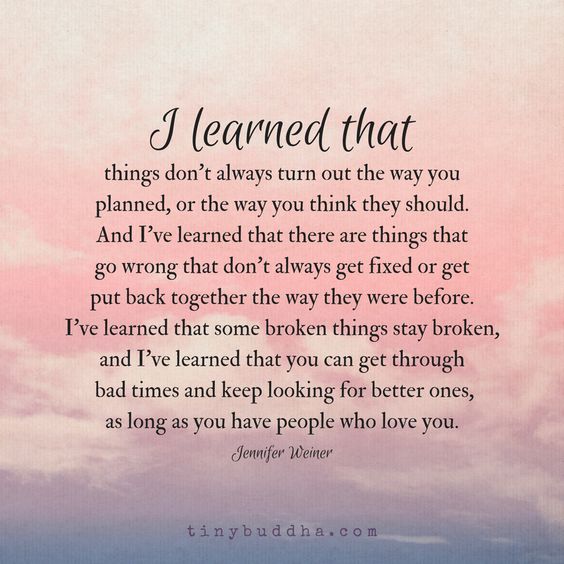 I learned that
things don't always turn out the way you
planned, or the way you think they should.
And I've learned that there are things that
go wrong that don't always get fixed or get
put back together the way they were before.
I've learned that some broken things stay broken,
and I've learned that you can get through
bad times and keep looking for better ones,
as long as you have people who love you.
Jennifer Weiner
tinybuddha.com